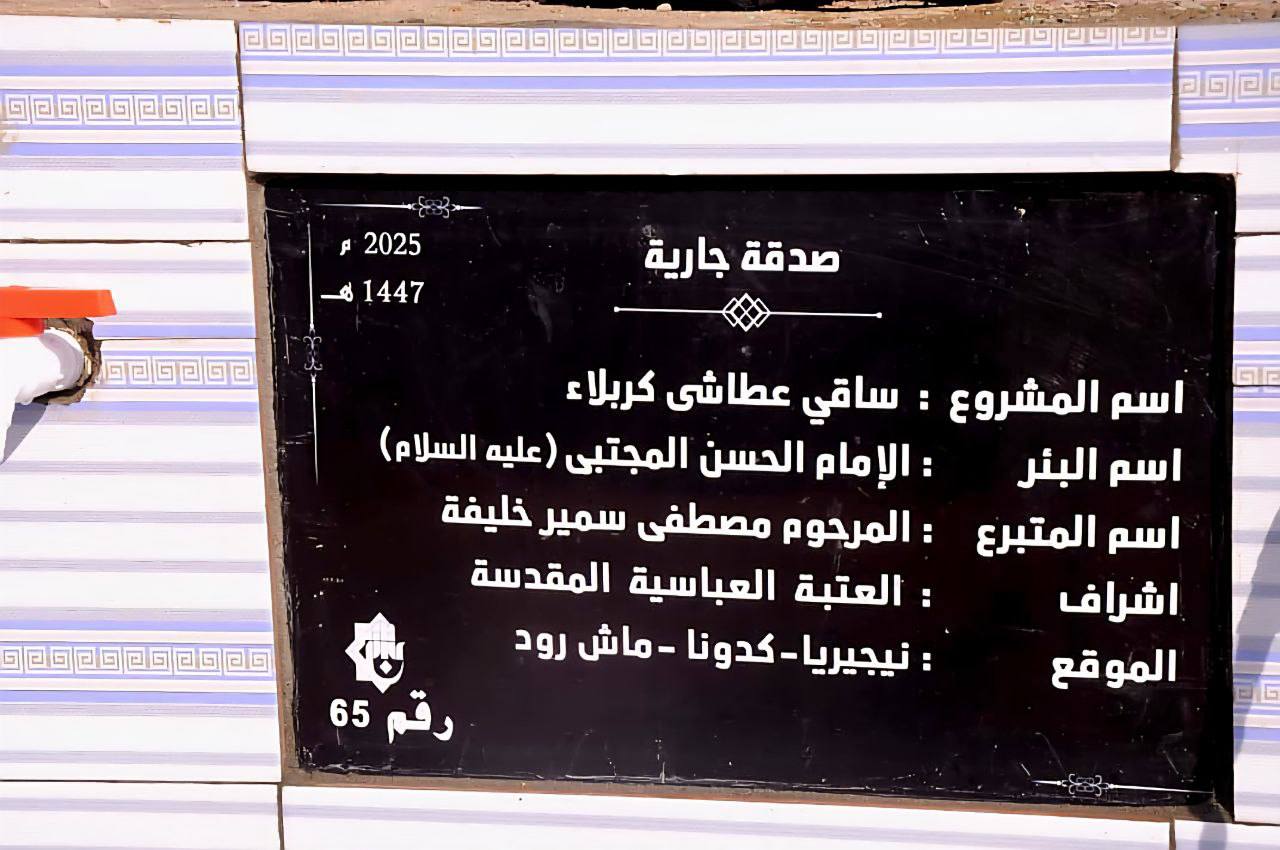 صدقة جارية
2025 م
1447 هـ
اسم المشروع : ساقي عطاشى كربلاء
اسم البئر : الإمام الحسن المجتبى (عليه السلام)
اسم المتبرع : المرحوم مصطفى سمير خليفة
اشراف : العتبة العباسية المقدسة
الموقع : نيجيريا-كدونا -ماش رود
رقم 65